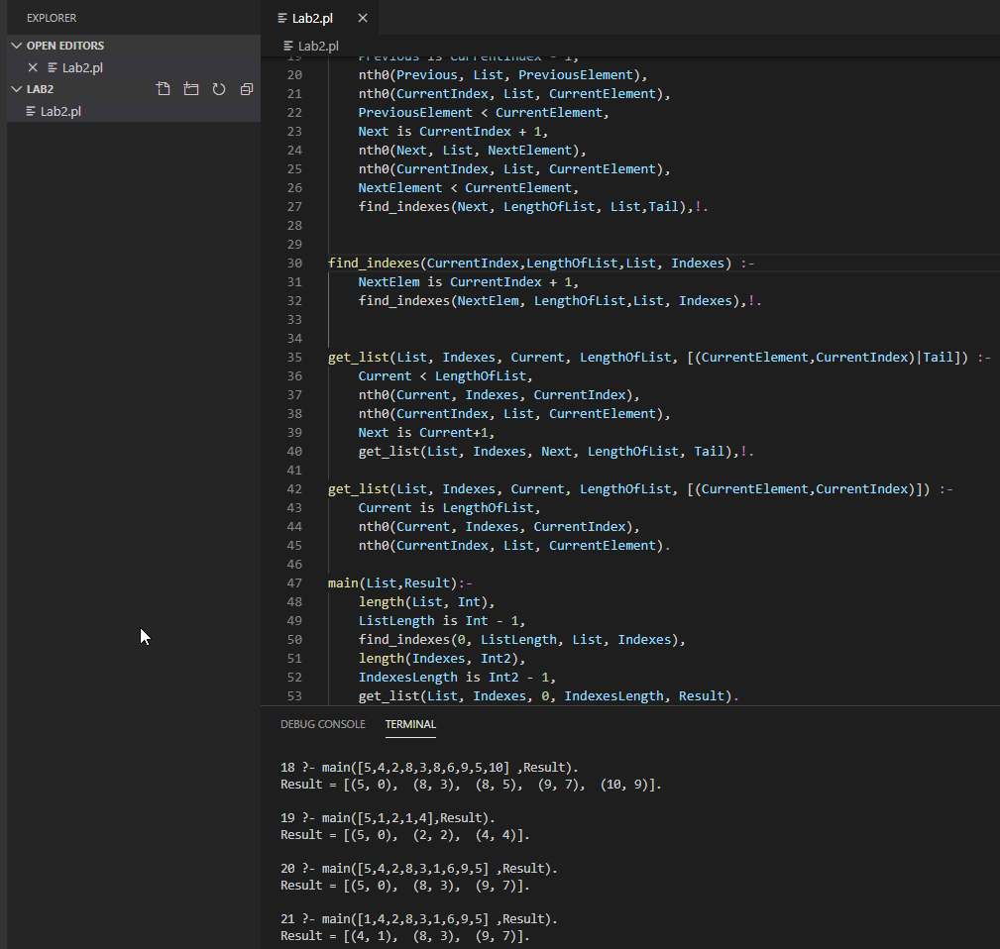 EXPLORER
OPEN EDITORS
Lab2.pl
LAB2
Lab2.pl
Lab2.pl
Lab2.pl
19 Previous is CurrentIndex - 1,
20 nth0(Previous, List, PreviousElement),
21 nth0(CurrentIndex, List, CurrentElement),
22 PreviousElement < CurrentElement,
23 Next is CurrentIndex + 1,
24 nth0(Next, List, NextElement),
25 nth0(CurrentIndex, List, CurrentElement),
26 NextElement < CurrentElement,
27 find_indexes(Next, LengthOfList, List,Tail),!.
28
29
30 find_indexes(CurrentIndex,LengthOfList,List, Indexes) :-
31 NextElem is CurrentIndex + 1,
32 find_indexes(NextElem, LengthOfList,List, Indexes),!.
33
34
35 get_list(List, Indexes, Current, LengthOfList, [(CurrentElement,CurrentIndex)|Tail]) :-
36 Current < LengthOfList,
37 nth0(Current, Indexes, CurrentIndex),
38 nth0(CurrentIndex, List, CurrentElement),
39 Next is Current+1,
40 get_list(List, Indexes, Next, LengthOfList, Tail),!.
41
42 get_list(List, Indexes, Current, LengthOfList, [(CurrentElement,CurrentIndex)]) :-
43 Current is LengthOfList,
44 nth0(Current, Indexes, CurrentIndex),
45 nth0(CurrentIndex, List, CurrentElement).
46
47 main(List,Result):-
48 length(List, Int),
49 ListLength is Int - 1,
50 find_indexes(0, ListLength, List, Indexes),
51 length(Indexes, Int2),
52 IndexesLength is Int2 - 1,
53 get_list(List, Indexes, 0, IndexesLength, Result).
DEBUG CONSOLE TERMINAL
18 ?- main([5,4,2,8,3,8,6,9,5,10] ,Result).
Result = [(5, 0),  (8, 3),  (8, 5),  (9, 7),  (10, 9)].
19 ?- main([5,1,2,1,4],Result).
Result = [(5, 0),  (2, 2),  (4, 4)].
20 ?- main([5,4,2,8,3,1,6,9,5] ,Result).
Result = [(5, 0),  (8, 3),  (9, 7)].
21 ?- main([1,4,2,8,3,1,6,9,5] ,Result).
Result = [(4, 1),  (8, 3),  (9, 7)].